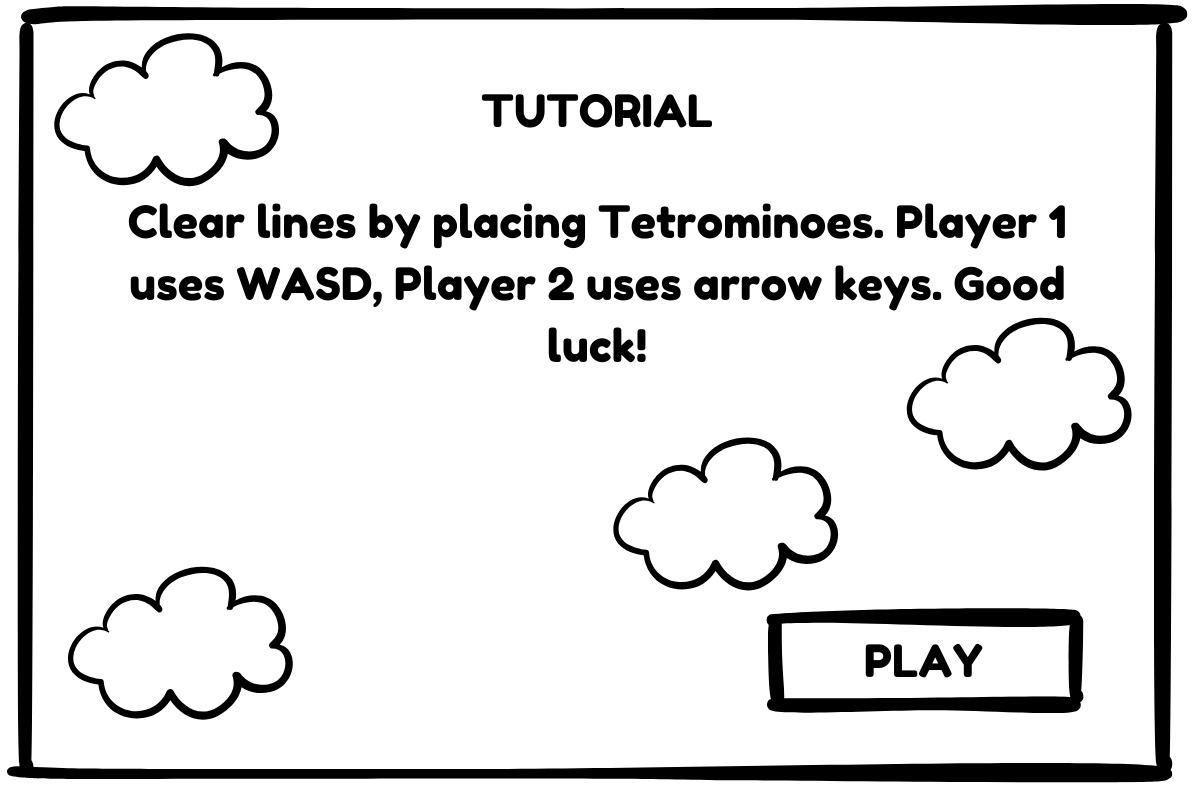 TUTORIAL
Clear lines by placing Tetrominoes. Player 1
uses WASD, Player 2 uses arrow keys. Good
luck!
PLAY